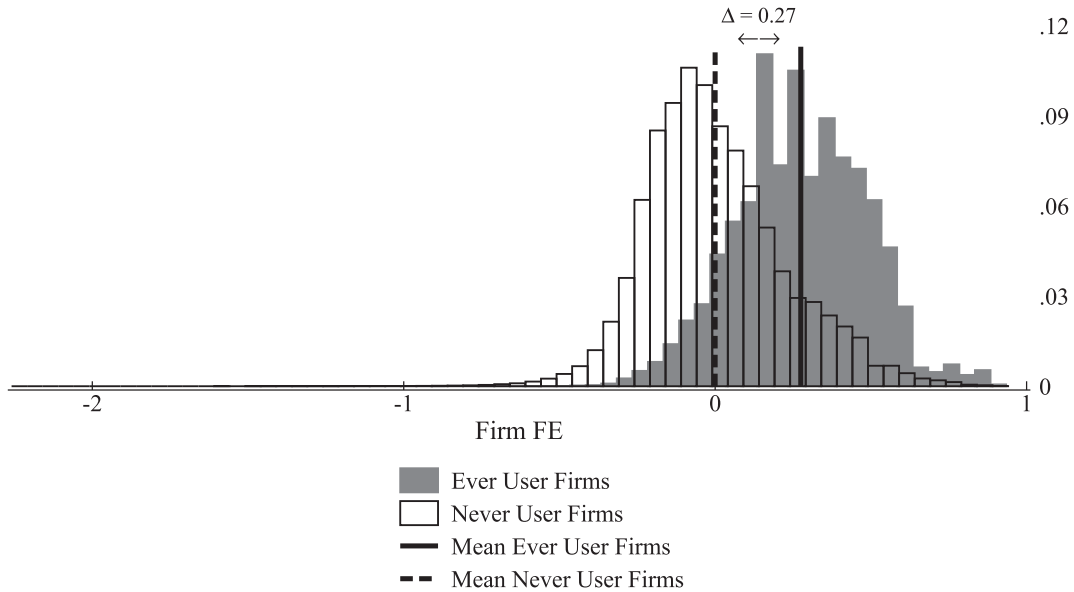 Δ = 0.27
.12
.09
.06
.03
0
-2 -1 0 1
Firm FE
Ever User Firms
Never User Firms
Mean Ever User Firms
Mean Never User Firms